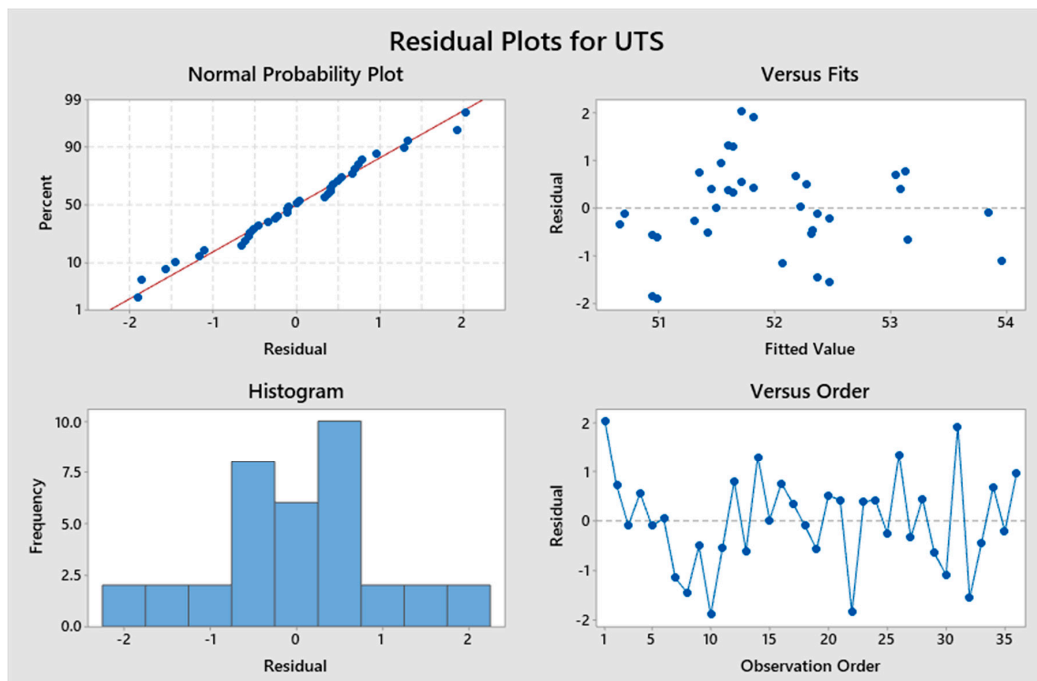 Residual Plots for UTS
Normal Probability Plot
99
90
50
10
1
Percent
-2 -1 0 1 2
Residual
Versus Fits
2
1
0
-1
-2
Residual
51 52 53 54
Fitted Value
Histogram
10.0
7.5
5.0
2.5
0.0
Frequency
-2 -1 0 1 2
Residual
Versus Order
2
1
0
-1
-2
Residual
1 5 10 15 20 25 30 35
Observation Order